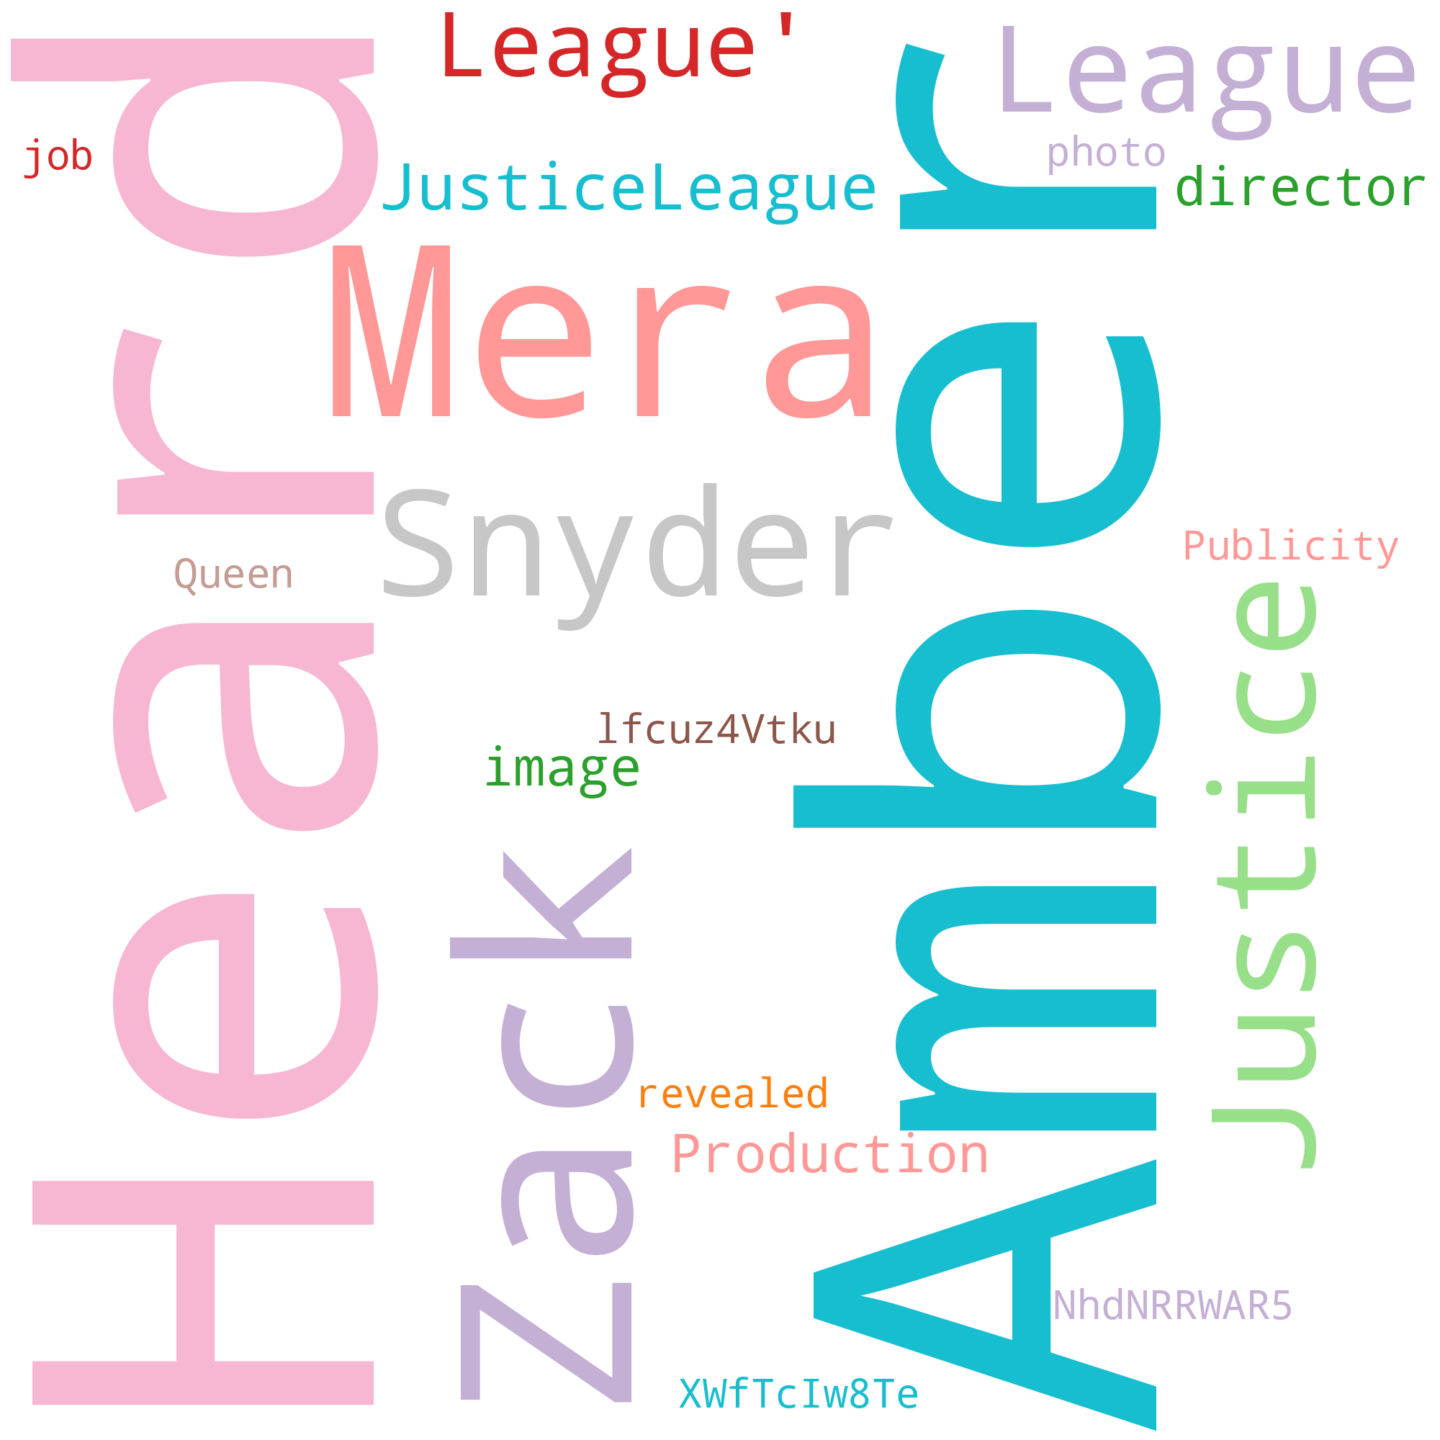 League'
League
job
photo
JusticeLeague
director
Heard
Mera
Amber
Snyder
Publicity
Queen
Justice
lfcuz4Vtku
image
Zack
revealed
Production
NhdNRRWAR5
XWfTcIw8Te